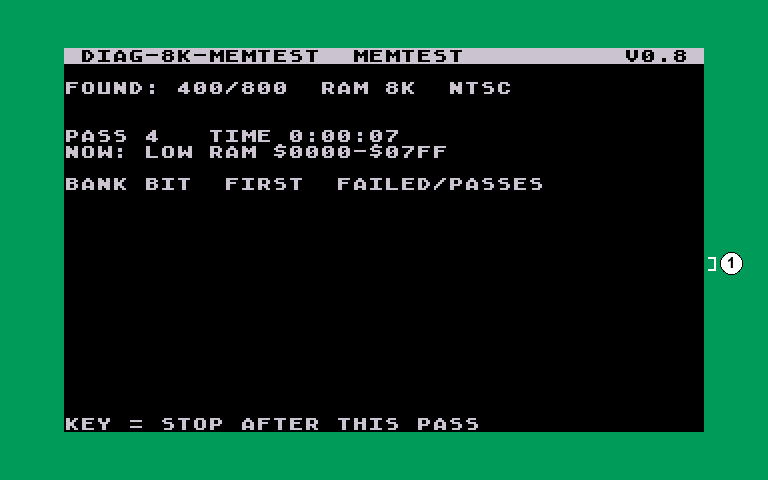 DIAG-8K-MEMTEST MEMTEST V0.8
FOUND: 400/800 RAM 8K NTSC
PASS 4 TIME 0:00:07
NOW: LOW RAM $0000-$07FF
BANK BIT FIRST FAILED/PASSES
] 1
KEY = STOP AFTER THIS PASS